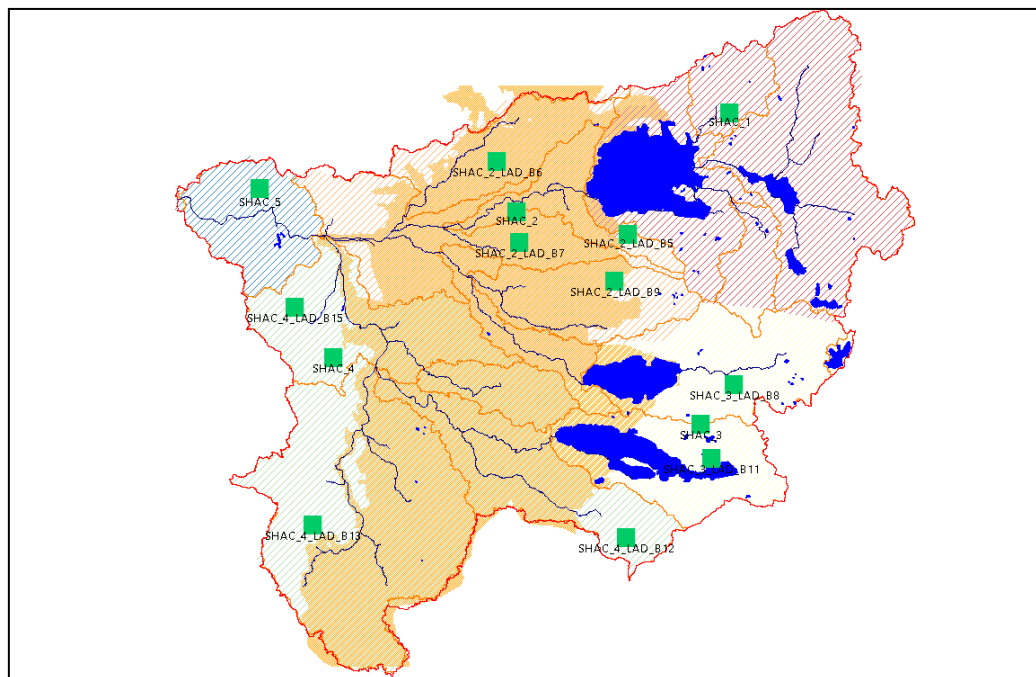 SHAC_1
SHAC_2_LAD_B6
SHAC_5
SHAC_2
SHAC_2_LAD_B5
SHAC_2_LAD_B7
SHAC_2_LAD_B9
SHAC_4_LAD_B15
SHAC_4
SHAC_3_LAD_B8
SHAC_3
SHAC_3_LAD_B11
SHAC_4_LAD_B13
SHAC_4_LAD_B12